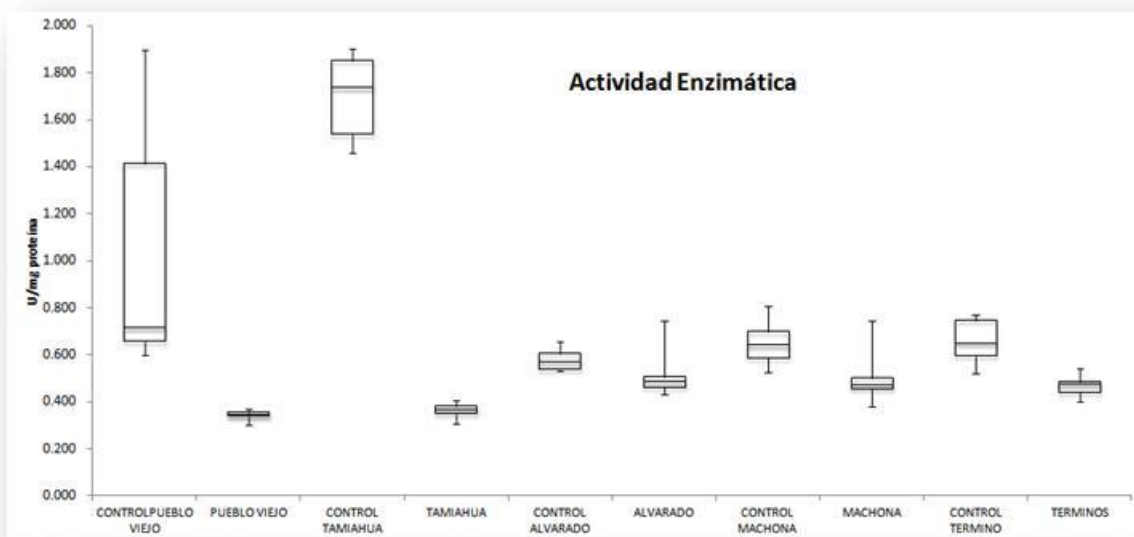 Actividad Enzimática
U/mg proteína
2.000
1.800
1.600
1.400
1.200
1.000
0.800
0.600
0.400
0.200
0.000
CONTROLPUEBLO
VIEJO
PUEBLO VIEJO
CONTROL
TAMIAHUA
TAMIAHUA
CONTROL
ALVARADO
ALVARADO
CONTROL
MACHONA
MACHONA
CONTROL
TERMINO
TERMINOS